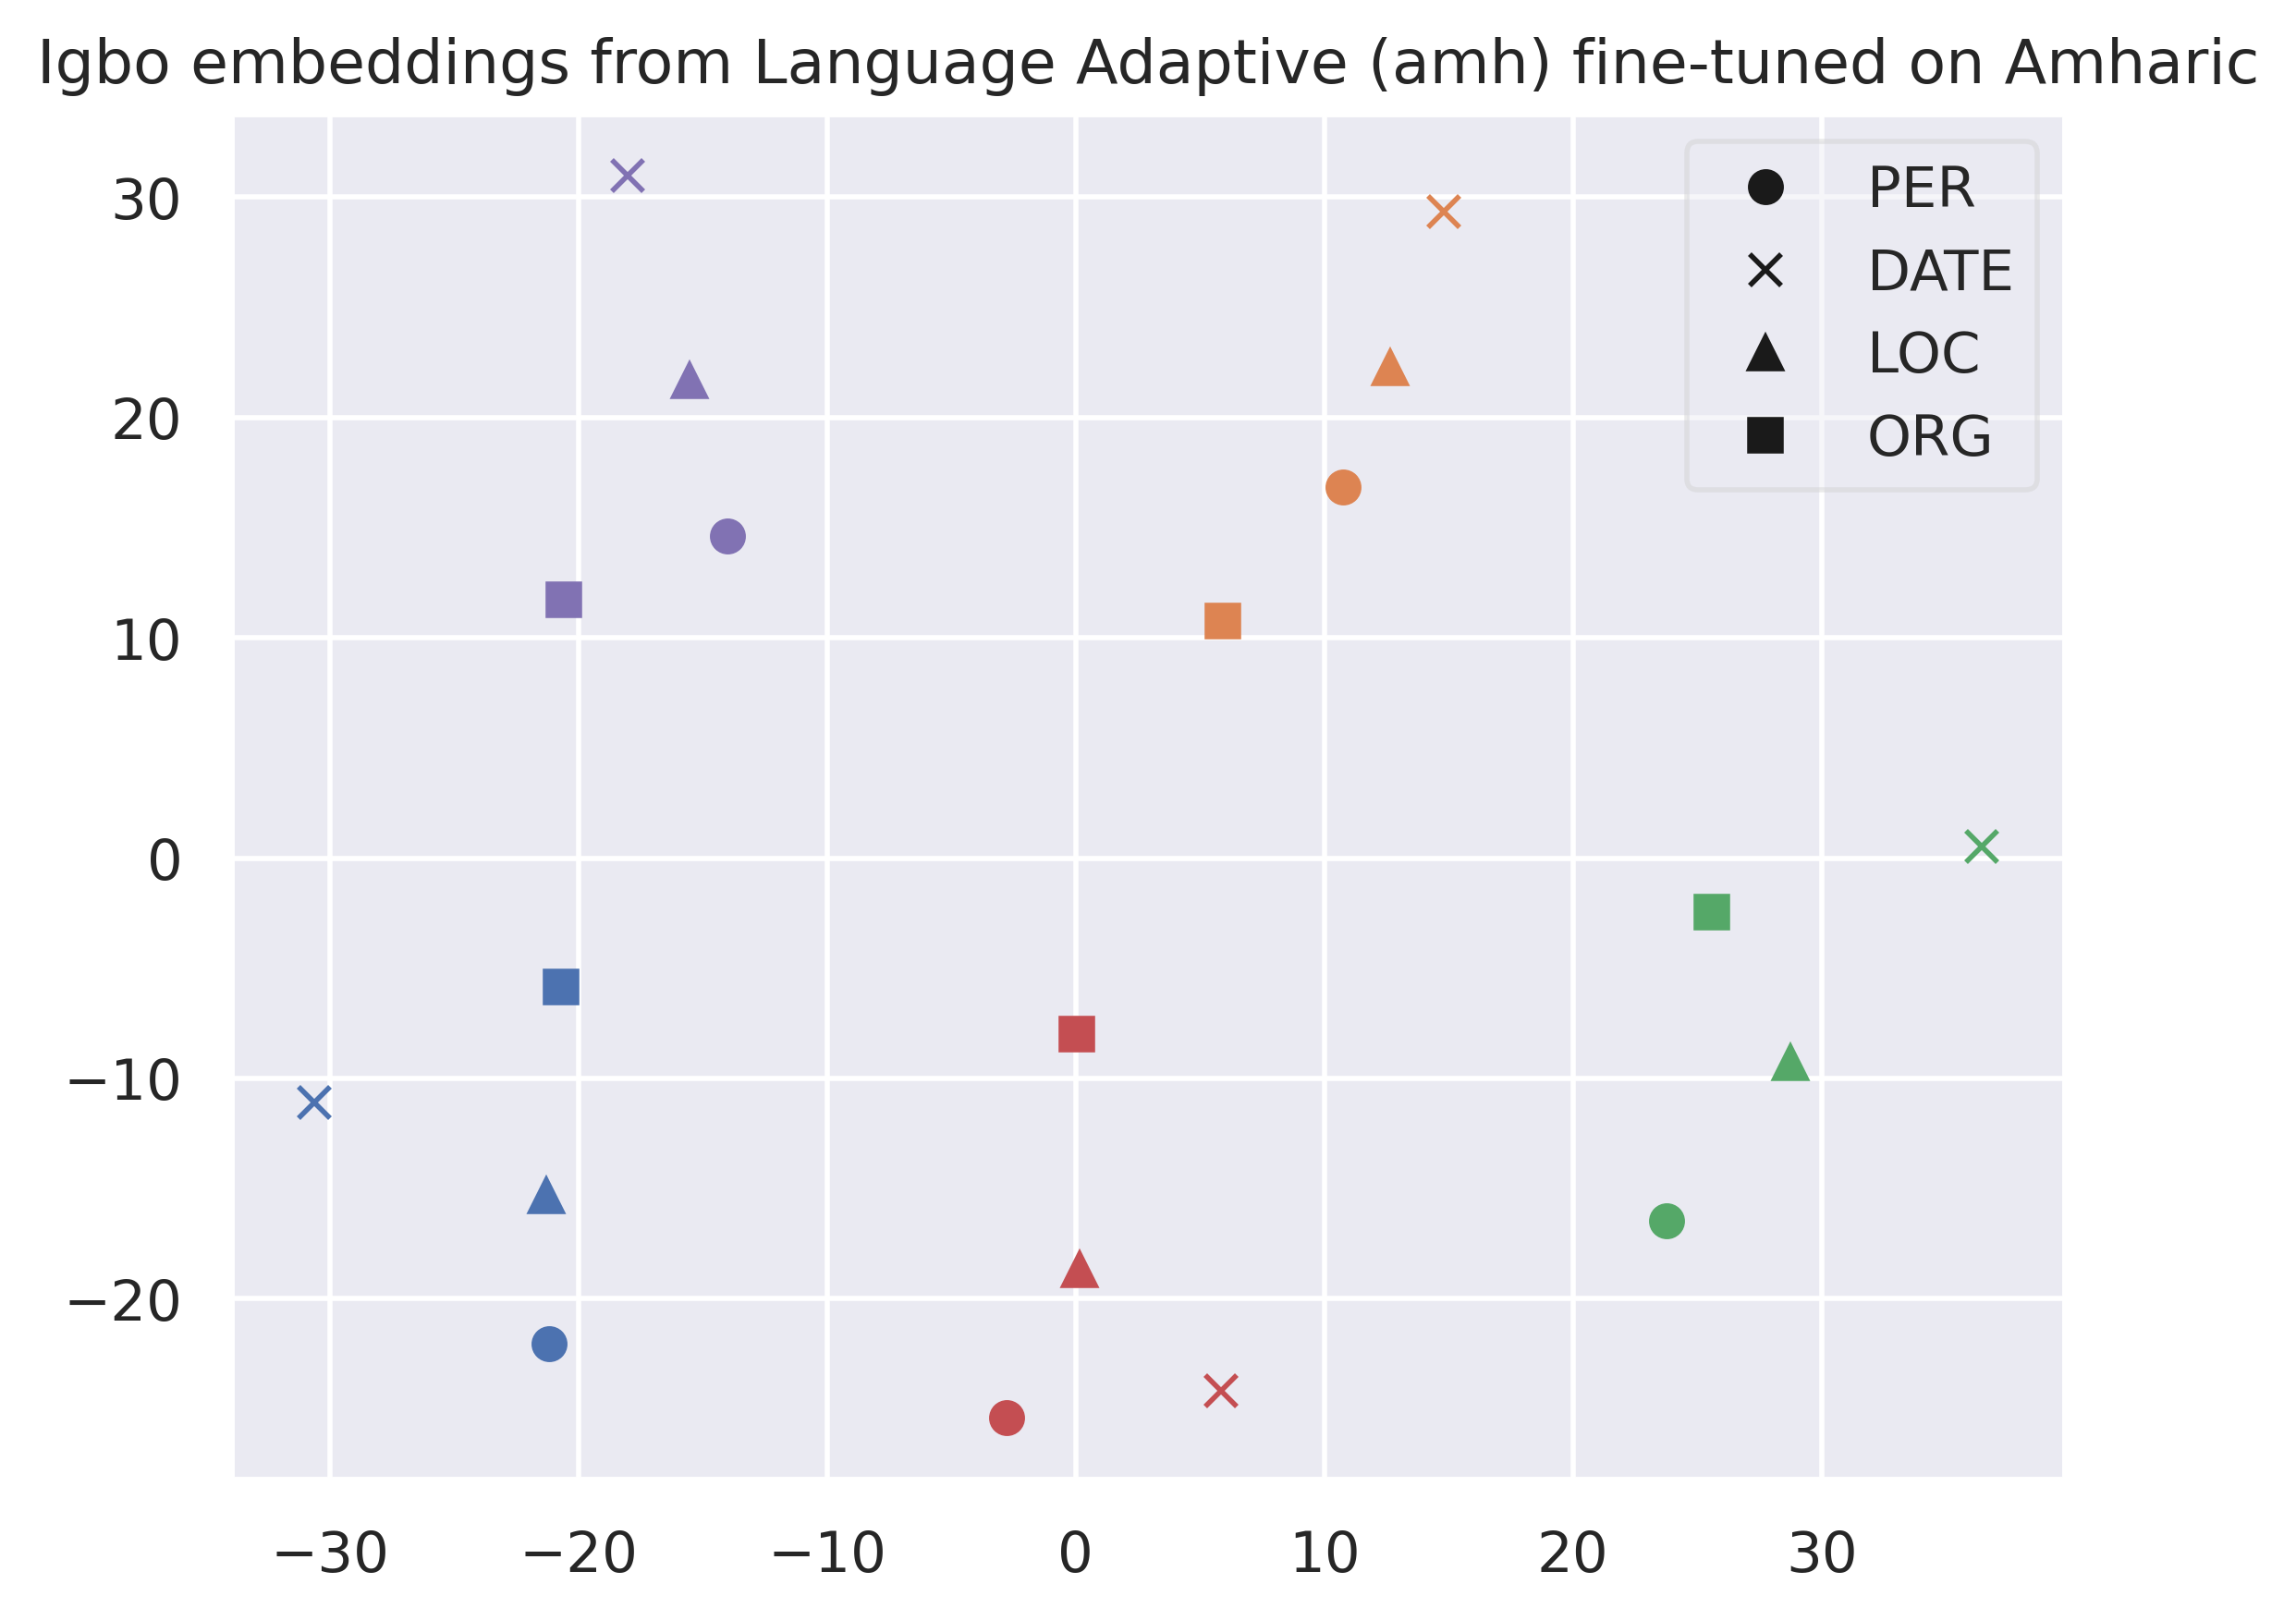 Igbo embeddings from Language Adaptive (amh) fine-tuned on Amharic
PER
DATE
LOC
ORG
30
20
10
0
−10
−20
−30 −20 −10 0 10 20 30